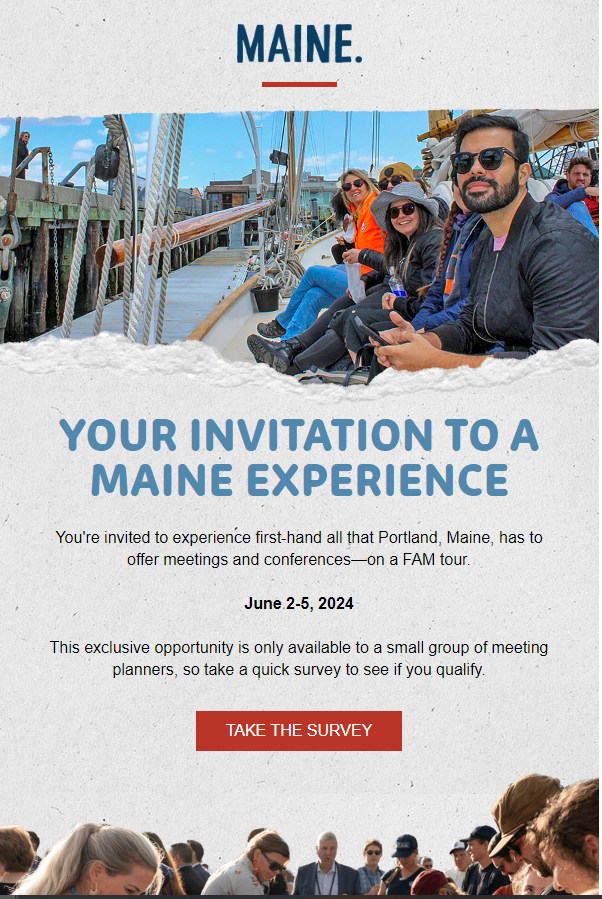 MAINE.
YOUR INVITATION TO A
MAINE EXPERIENCE
You're invited to experience first-hand all that Portland, Maine, has to
offer meetings and conferences—on a FAM tour.
June 2-5, 2024
This exclusive opportunity is only available to a small group of meeting
planners, so take a quick survey to see if you qualify.
TAKE THE SURVEY